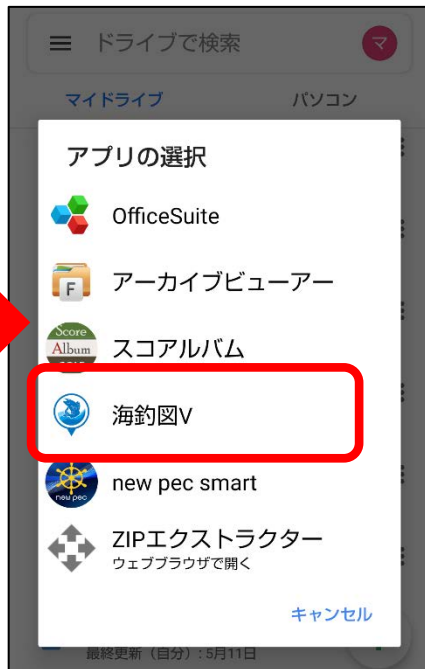 ドライブで検索
マ
マイドライブ
パソコン
アプリの選択
OfficeSuite
F
アーカイブビューアー
Score
Album
スコアルバム
海釣図V
new pec
new pec smart
ZIPエクストラクター
ウェブブラウザで開く
キャンセル
最終更新（自分）: 5月11日